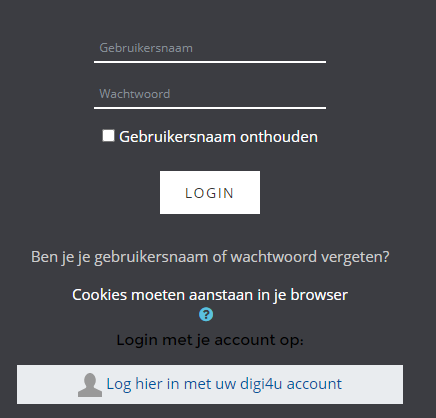 Gebruikersnaam
Wachtwoord
Gebruikersnaam onthouden
LOGIN
Ben je je gebruikersnaam of wachtwoord vergeten?
Cookies moeten aanstaan in je browser
?
Login met je account op:
Log hier in met uw digi4u account